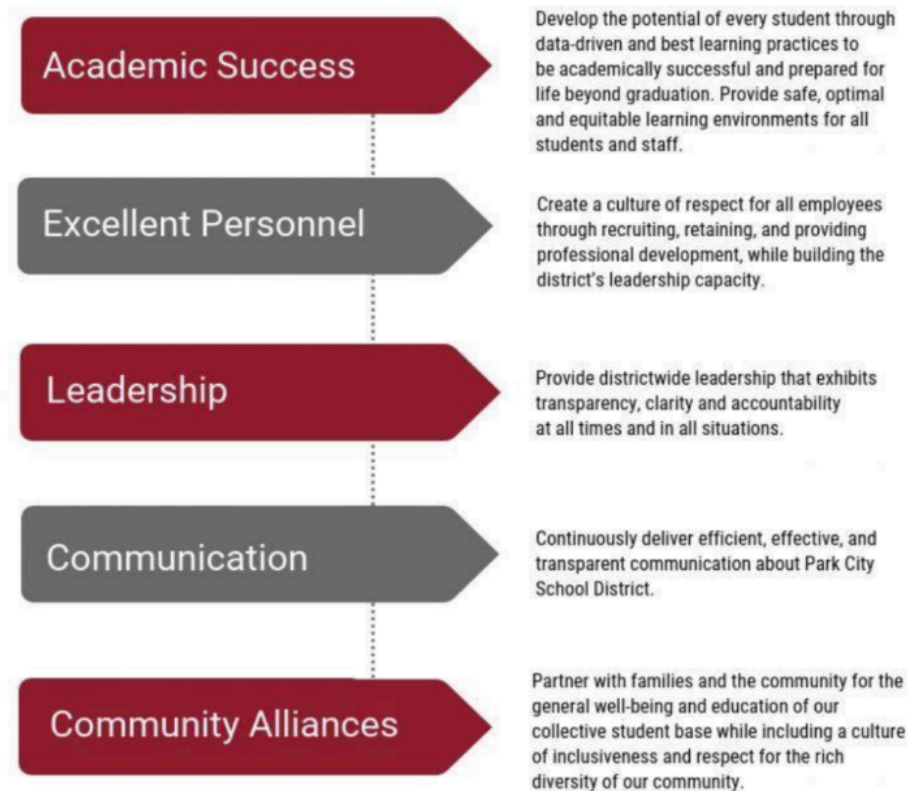 Academic Success
Develop the potential of every student through
data-driven and best learning practices to
be academically successful and prepared for
life beyond graduation. Provide safe, optimal
and equitable learning environments for all
students and staff.
Excellent Personnel
Create a culture of respect for all employees
through recruiting, retaining, and providing
professional development, while building the
district's leadership capacity.
Leadership
Provide districtwide leadership that exhibits
transparency, clarity and accountability
at all times and in all situations.
Communication
Continuously deliver efficient, effective, and
transparent communication about Park City
School District.
Community Alliances
Partner with families and the community for the
general well-being and education of our
collective student base while including a culture
of inclusiveness and respect for the rich
diversity of our community.